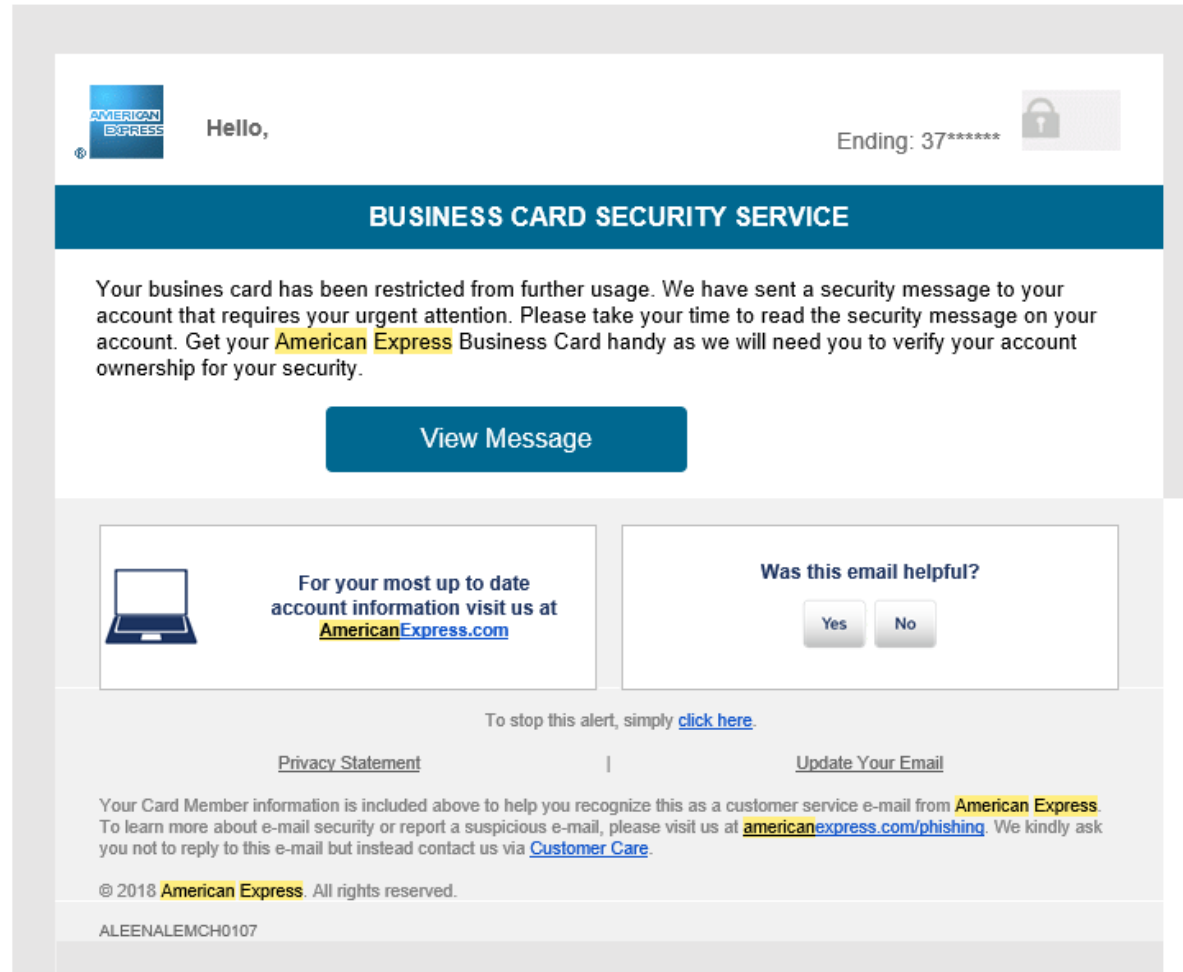 AMERICAN
EXPRESS
®
Hello,
Ending: 37******
BUSINESS CARD SECURITY SERVICE
Your busines card has been restricted from further usage. We have sent a security message to your
account that requires your urgent attention. Please take your time to read the security message on your
account. Get your American Express Business Card handy as we will need you to verify your account
ownership for your security.
View Message
For your most up to date
account information visit us at
AmericanExpress.com
Was this email helpful?
Yes No
To stop this alert, simply click here.
Privacy Statement | Update Your Email
Your Card Member information is included above to help you recognize this as a customer service e-mail from American Express.
To learn more about e-mail security or report a suspicious e-mail, please visit us at americanexpress.com/phishing. We kindly ask
you not to reply to this e-mail but instead contact us via Customer Care.
© 2018 American Express. All rights reserved.
ALEENALEMCH0107